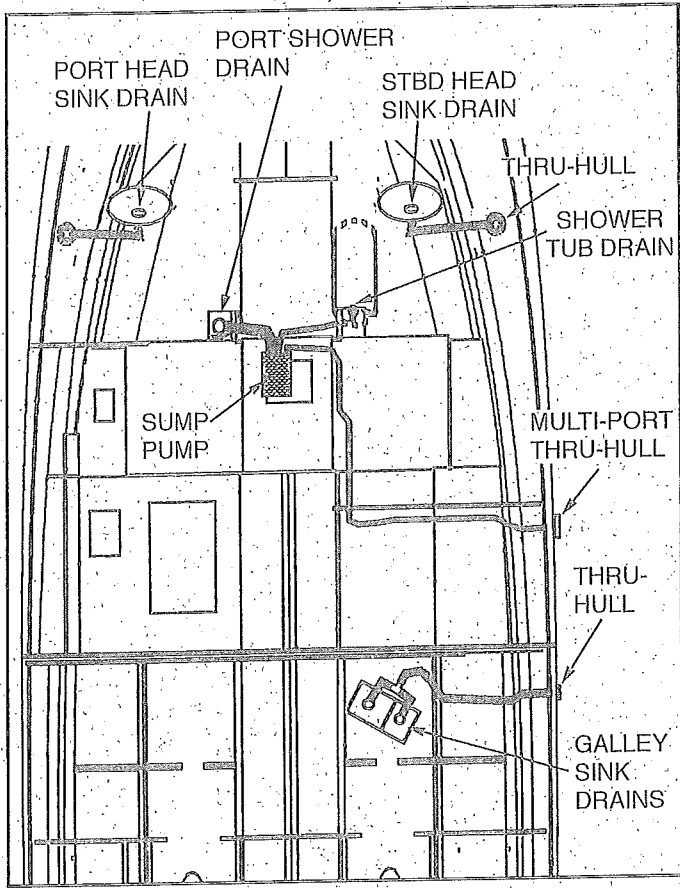 PORT SHOWER
DRAIN
PORT HEAD
SINK DRAIN
STBD HEAD
SINK DRAIN
THRU-HULL
SHOWER
TUB DRAIN
SUMP
PUMP
MULTI-PORT
THRU-HULL
THRU-
HULL
GALLEY
SINK
DRAINS